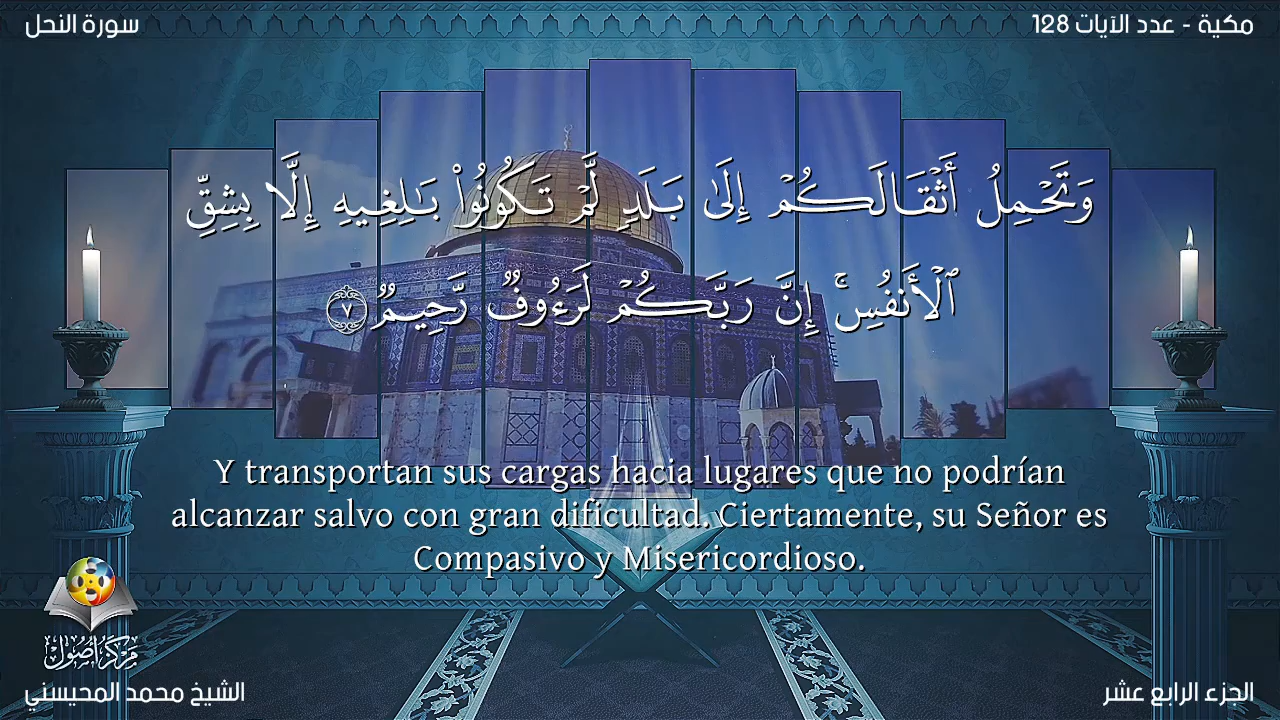 سورة النحل
مكية - عدد الآيات 128
وَتَحْمِلُ أَثْقَالَكُمْ إِلَىٰ بَلَدٍ لَّمْ تَكُونُوا۟ بَـٰلِغِيهِ إِلَّا بِشِقِّ
ٱلْأَنفُسِ ۚ إِنَّ رَبَّكُمْ لَرَءُوفٌ رَّحِيمٌ ٧
Y transportan sus cargas hacia lugares que no podrían
alcanzar salvo con gran dificultad. Ciertamente, su Señor es
Compasivo y Misericordioso.
مركز أصول
الشيخ محمد المحيسني
الجزء الرابع عشر